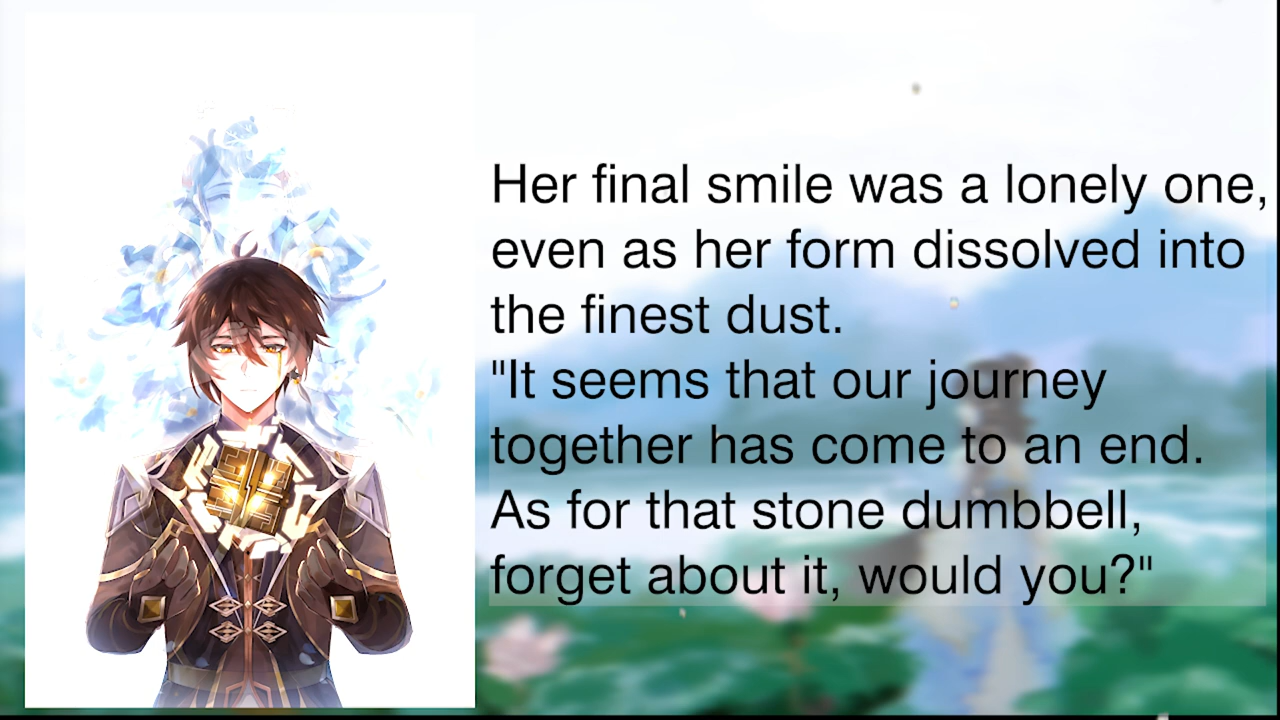 Her final smile was a lonely one,
even as her form dissolved into
the finest dust.
"It seems that our journey
together has come to an end.
As for that stone dumbbell,
forget about it, would you?"